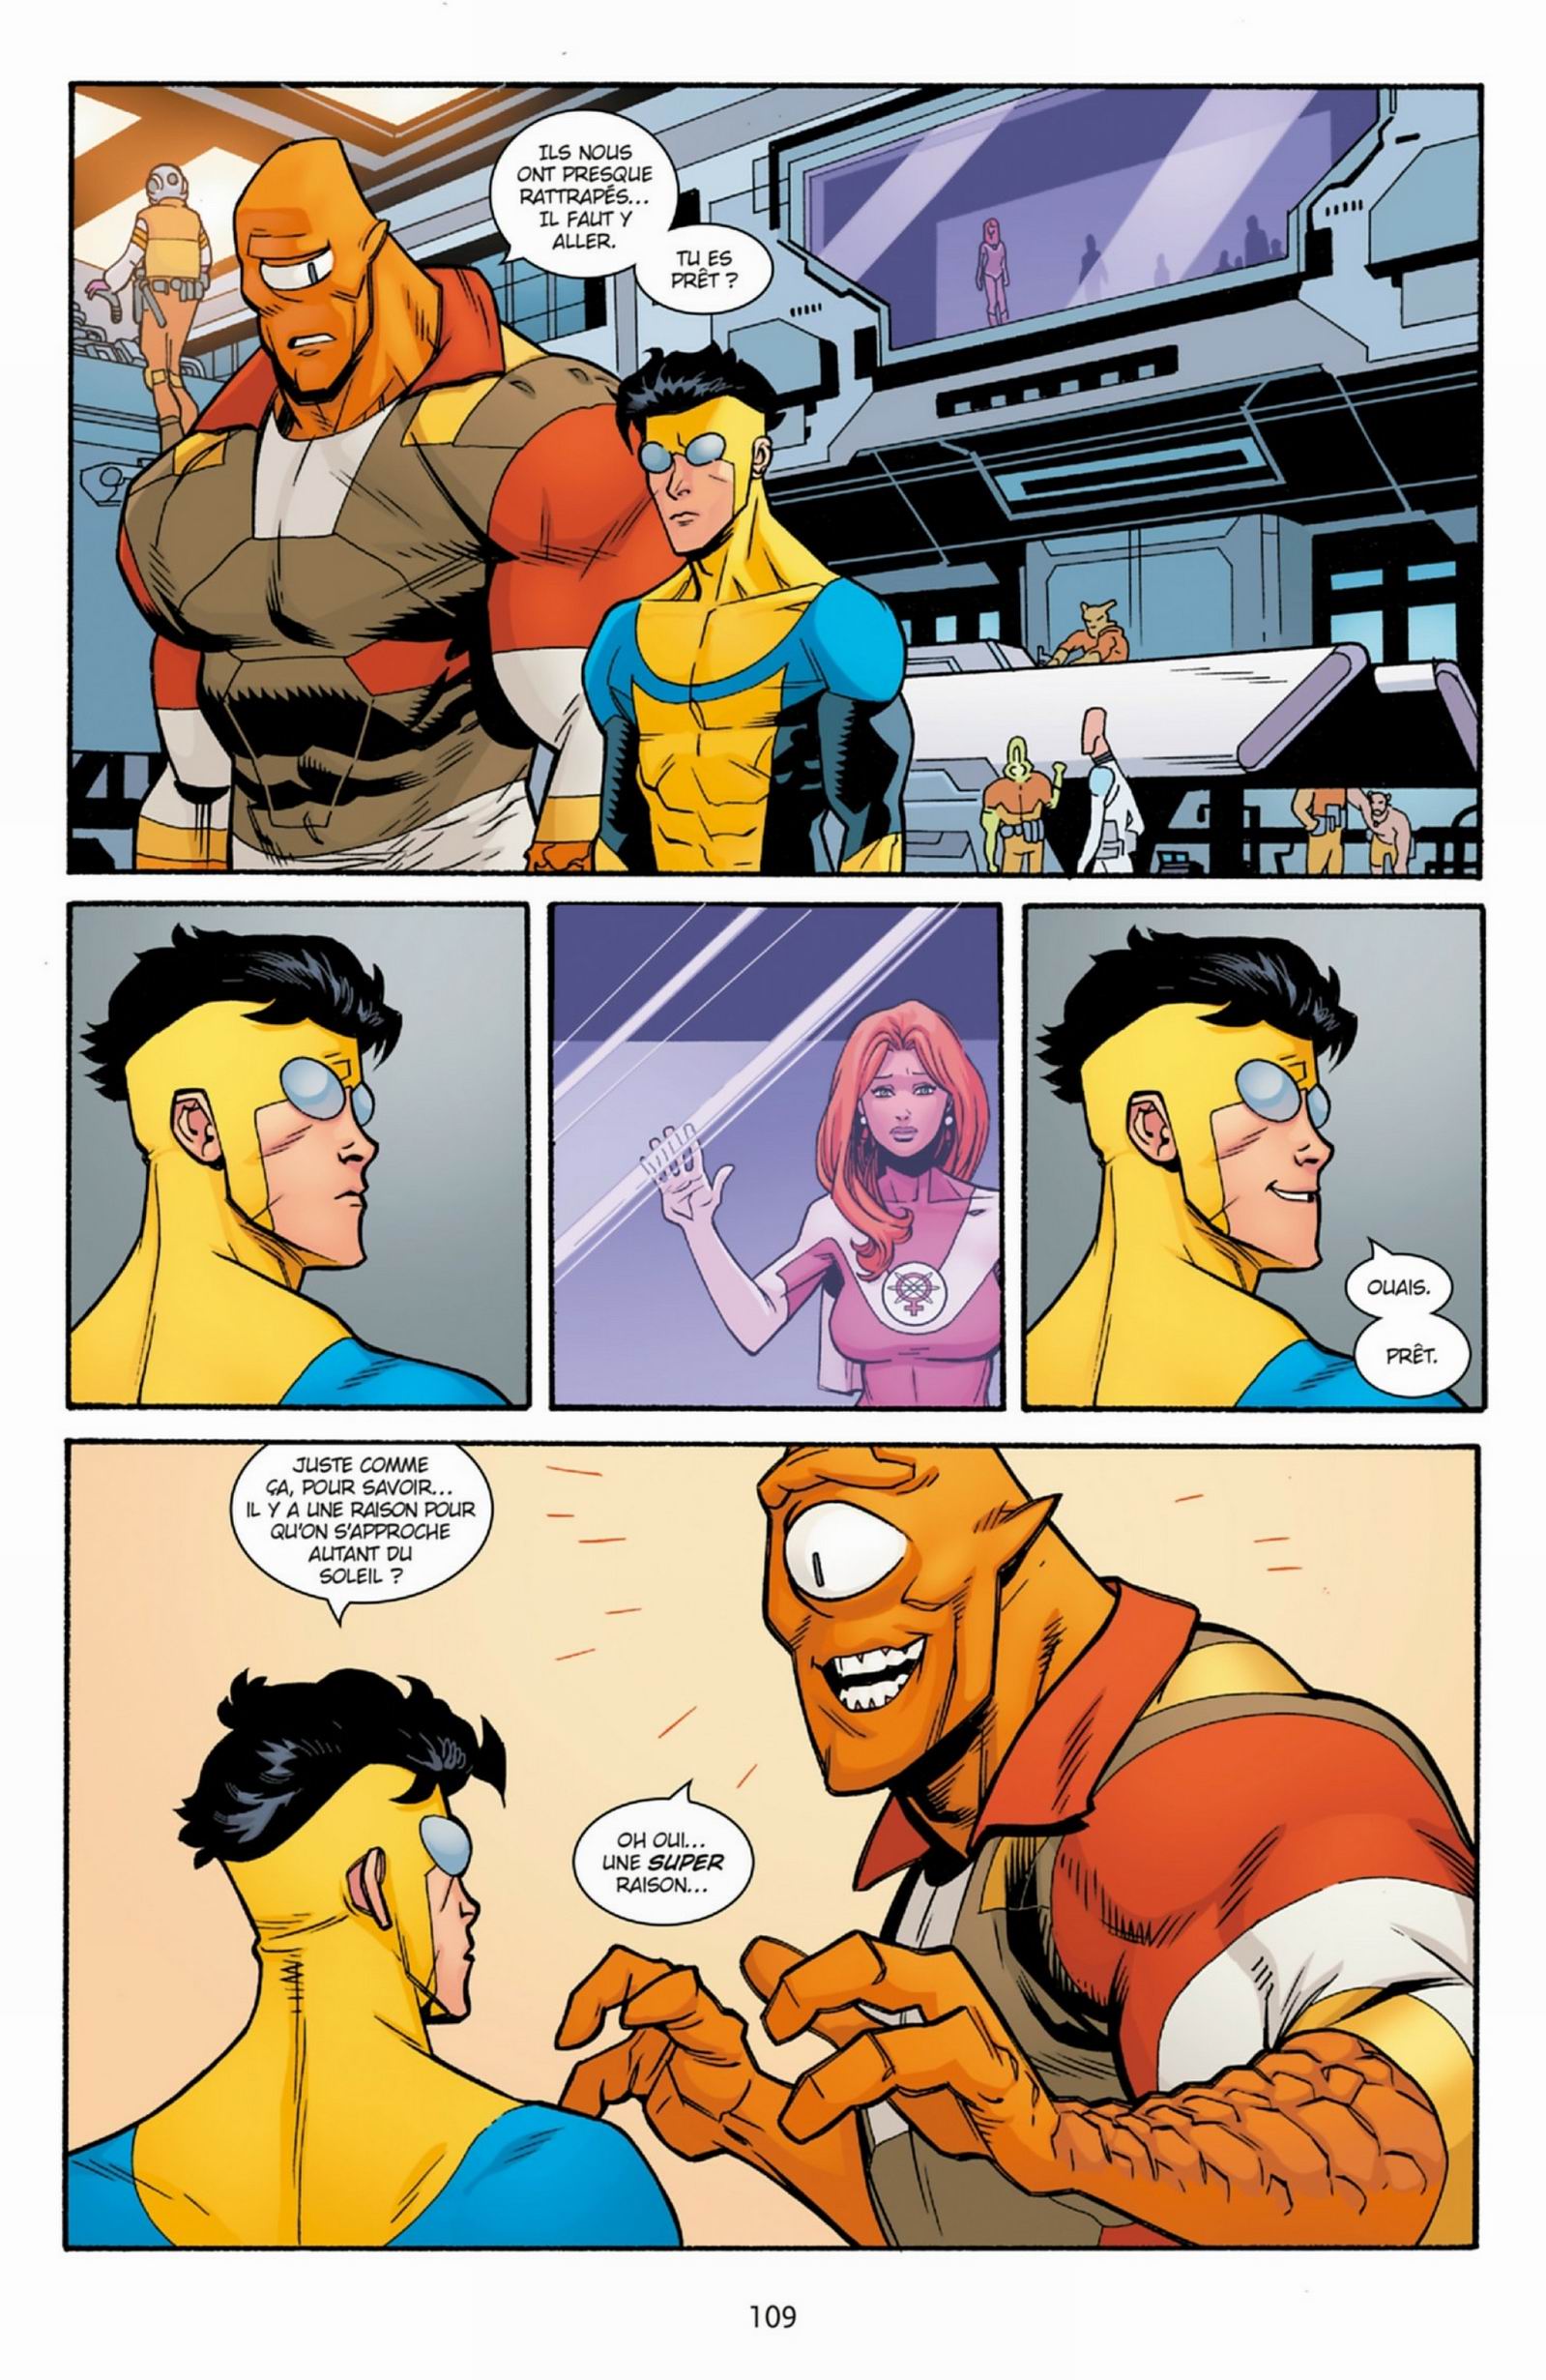 ILS NOUS
ONT PRESQUE
RATTRAPÉS...
IL FAUT Y
ALLER.
TU ES
PRÊT ?
OUAIS.
PRÊT.
JUSTE COMME
ÇA, POUR SAVOIR...
IL Y A UNE RAISON POUR
QU'ON S'APPROCHE
AUTANT DU
SOLEIL ?
OH OUI...
UNE SUPER
RAISON...
109